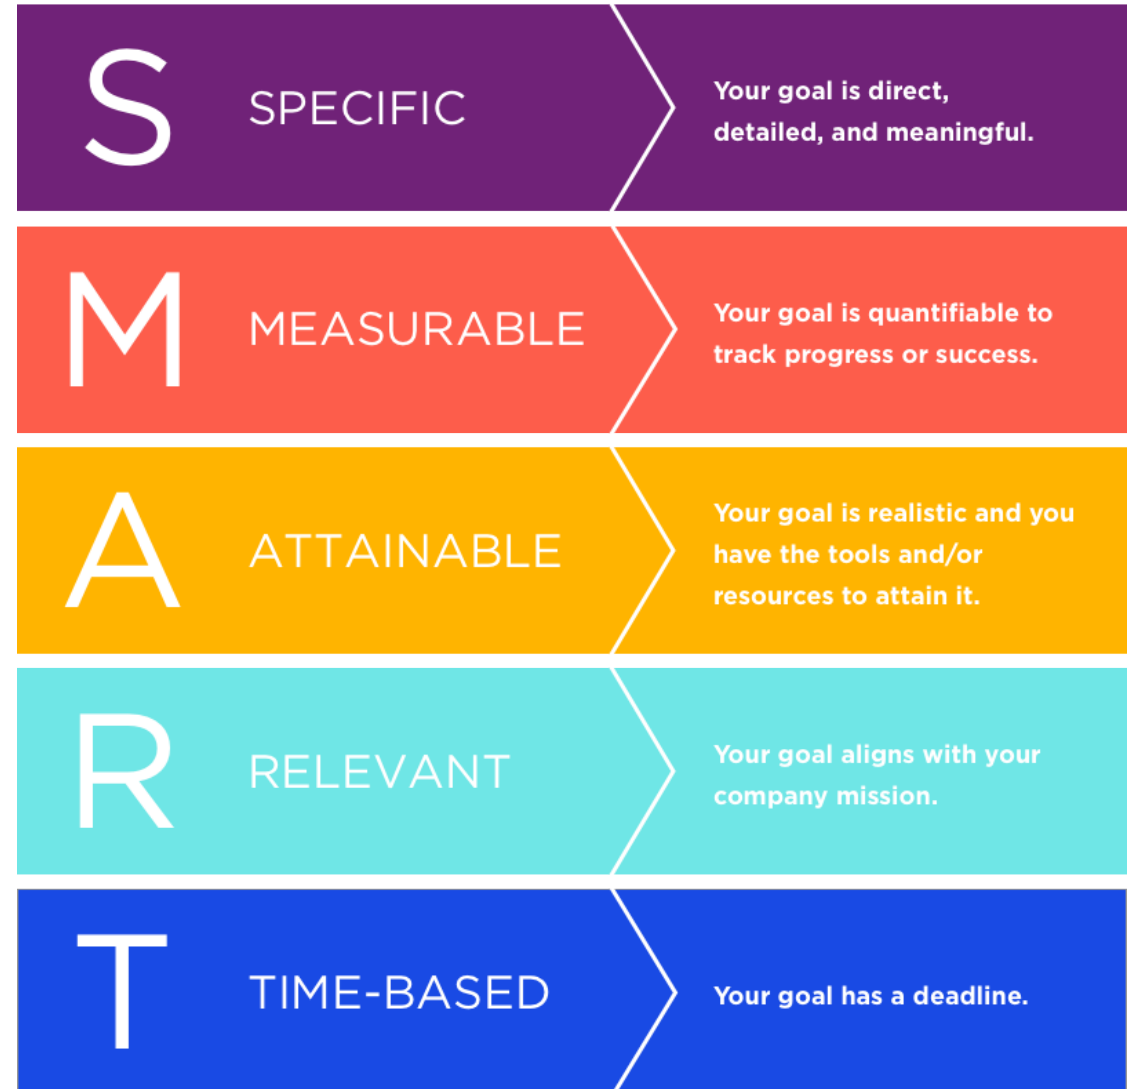 S
SPECIFIC
Your goal is direct,
detailed, and meaningful.
M
MEASURABLE
Your goal is quantifiable to
track progress or success.
A
ATTAINABLE
Your goal is realistic and you
have the tools and/or
resources to attain it.
R
RELEVANT
Your goal aligns with your
company mission.
T
TIME-BASED
Your goal has a deadline.